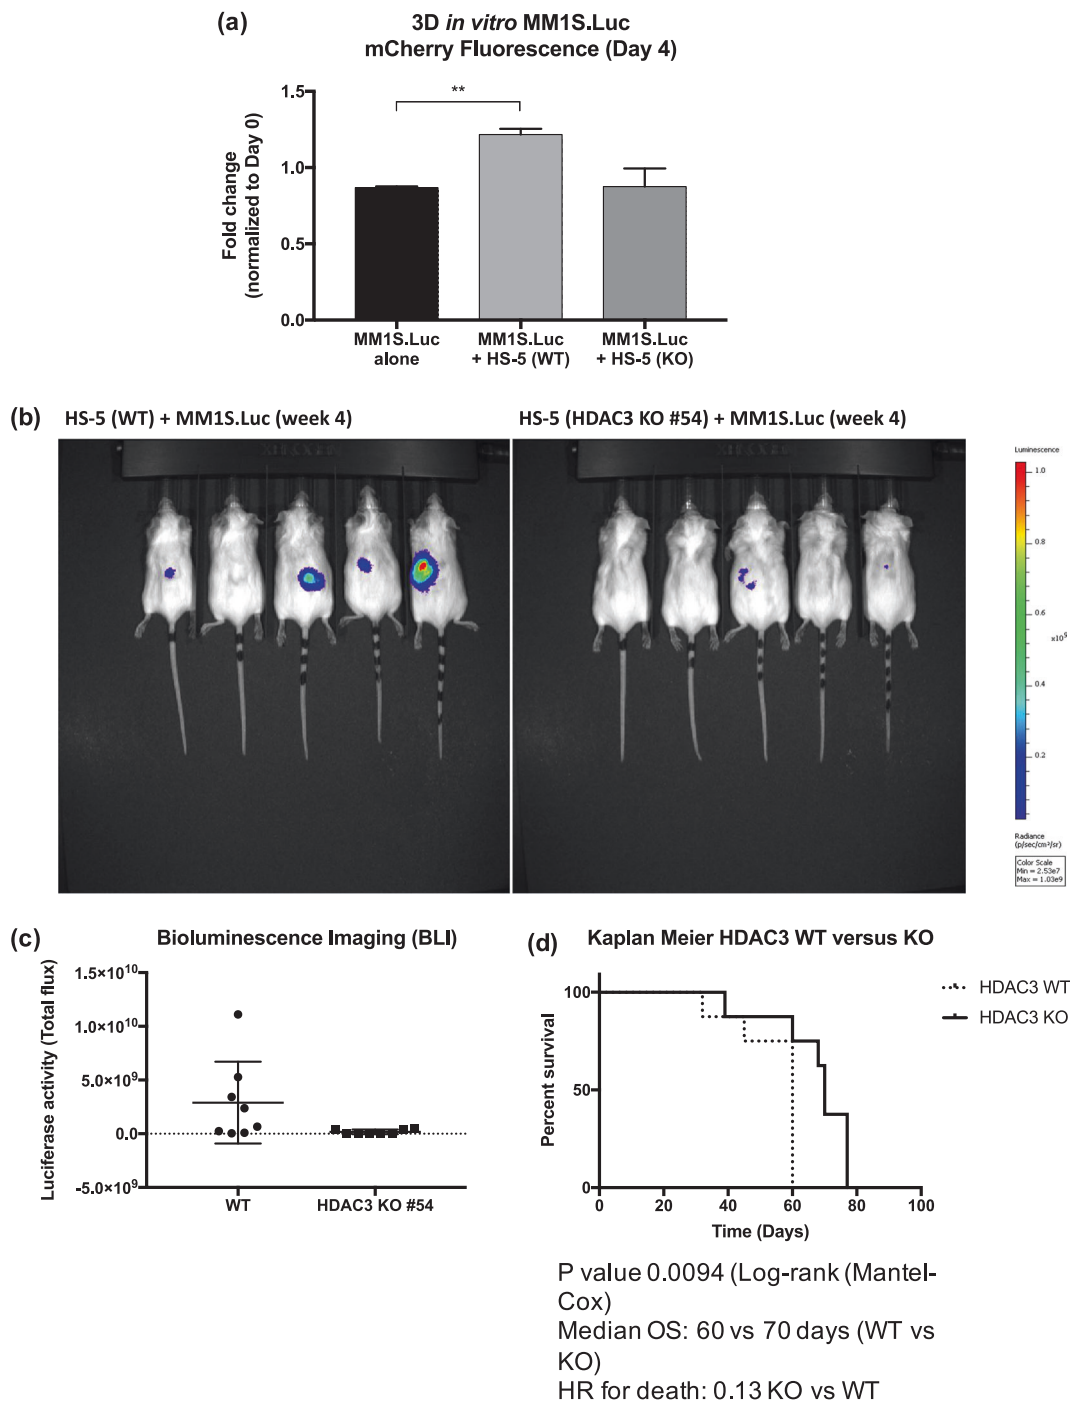 (a)
3D in vitro MM1S.Luc
mCherry Fluorescence (Day 4)
**
Fold change
(normalized to Day 0)
1.5
1.0
0.5
0.0
MM1S.Luc
alone
MM1S.Luc
+ HS-5 (WT)
MM1S.Luc
+ HS-5 (KO)
(b)
HS-5 (WT) + MM1S.Luc (week 4)
HS-5 (HDAC3 KO #54) + MM1S.Luc (week 4)
Luminescence
1.0
0.8
0.6
x10⁵
0.4
0.2
Radiance
(p/sec/cm²/sr)
Color Scale
Min = 2.53e7
Max = 1.03e9
(c)
Bioluminescence Imaging (BLI)
Luciferase activity (Total flux)
1.5×10¹⁰
1.0×10¹⁰
5.0×10⁹
0.0
-5.0×10⁹
WT
HDAC3 KO #54
(d)
Kaplan Meier HDAC3 WT versus KO
Percent survival
100
50
0
0 20 40 60 80 100
Time (Days)
HDAC3 WT
HDAC3 KO
P value 0.0094 (Log-rank (Mantel-
Cox)
Median OS: 60 vs 70 days (WT vs
KO)
HR for death: 0.13 KO vs WT